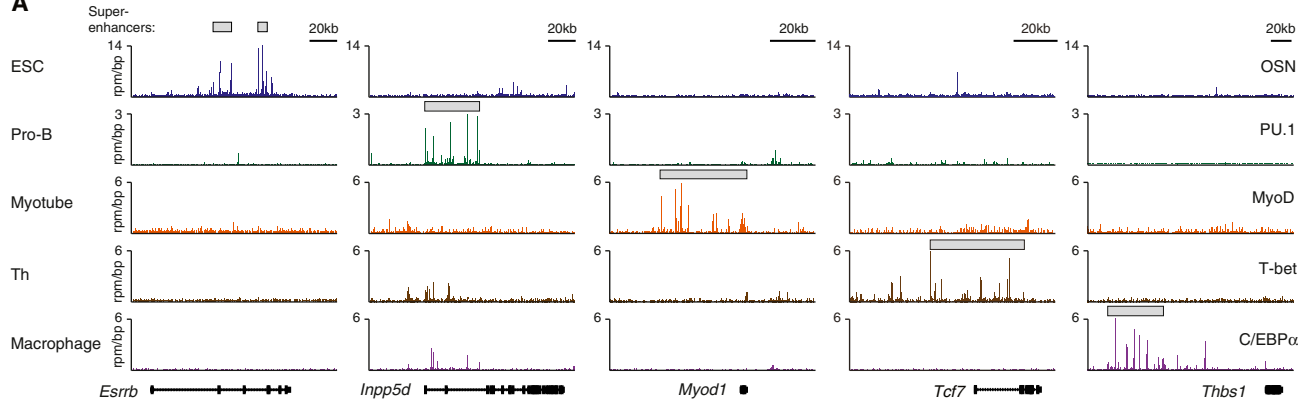 A
Super-
enhancers:
20kb 20kb 20kb 20kb 20kb
ESC 14 rpm/bp 14 14 14 14 OSN
Pro-B 3 rpm/bp 3 3 3 3 PU.1
Myotube 6 rpm/bp 6 6 6 6 MyoD
Th 6 rpm/bp 6 6 6 6 T-bet
Macrophage 6 rpm/bp 6 6 6 6 C/EBPα
Esrrb Inpp5d Myod1 Tcf7 Thbs1